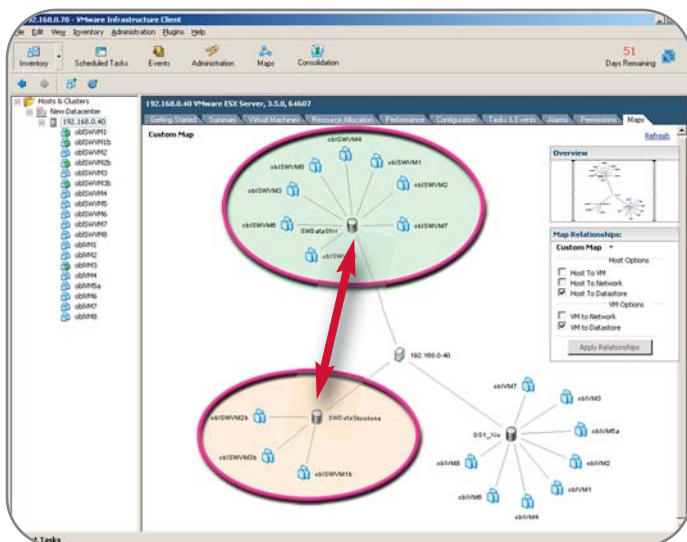 92.168.0.70 - VMware Infrastructure Client
File Edit View Inventory Administration Plugins Help
Inventory
Scheduled Tasks
Events
Administration
Maps
Consolidation
51
Days Remaining
Hosts & Clusters
New Datacenter
192.168.0.40
oblSWVM1
oblSWVM1b
oblSWVM2
oblSWVM2b
oblSWVM3
oblSWVM3b
oblSWVM4
oblSWVM5
oblSWVM6
oblSWVM7
oblSWVM8
oblVM1
oblVM2
oblVM3
oblVM4
oblVM5a
oblVM6
oblVM7
oblVM8
192.168.0.40 VMware ESX Server, 3.5.0, 64607
Getting Started
Summary
Virtual Machines
Resource Allocation
Performance
Configuration
Tasks & Events
Alarms
Permissions
Maps
Custom Map
Refresh
oblSWVM4
oblSWVM8
oblSWVM1
oblSWVM3
oblSWVM2
oblSWVM6
SWDataStor
oblSWVM7
192.168.0.40
oblSWVM2b
SWDataStoreClone
oblSWVM3b
oblSWVM1b
oblVM7
oblVM3
oblVM5a
oblVM8
oblVM2
oblVM6
oblVM1
oblVM4
Overview
Map Relationships:
Custom Map
Host Options
Host To VM
Host To Network
Host To Datastore
VM Options
VM to Network
VM to Datastore
Apply Relationships
Tasks